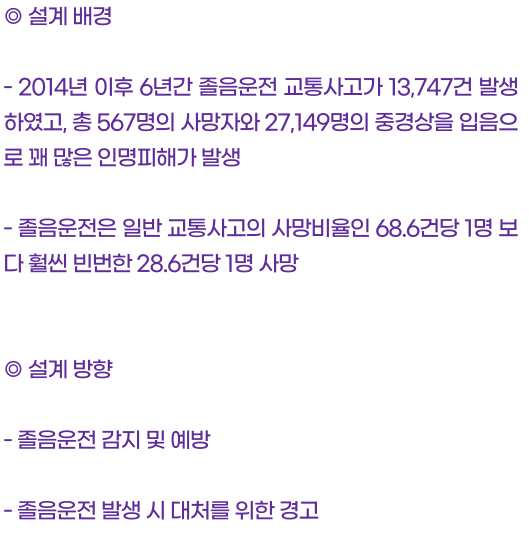 ◎ 설계 배경
- 2014년 이후 6년간 졸음운전 교통사고가 13,747건 발생
하였고, 총 567명의 사망자와 27,149명의 중경상을 입음으
로 꽤 많은 인명피해가 발생
- 졸음운전은 일반 교통사고의 사망비율인 68.6건당 1명 보
다 훨씬 빈번한 28.6건당 1명 사망
◎ 설계 방향
- 졸음운전 감지 및 예방
- 졸음운전 발생 시 대처를 위한 경고